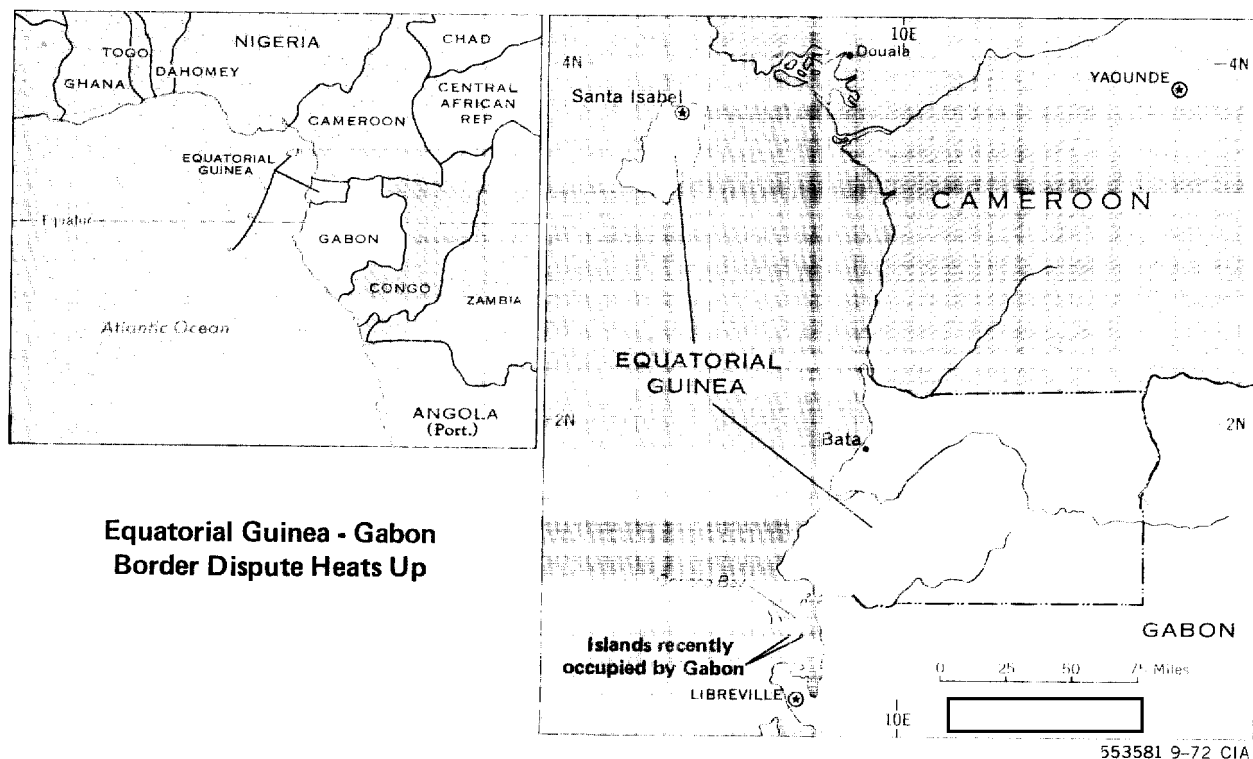 NIGERIA
CHAD
TOGO
GHANA
DAHOMEY
CENTRAL
AFRICAN
REP
CAMEROON
EQUATORIAL
GUINEA
GABON
CONGO
ZAMBIA
Atlantic Ocean
ANGOLA
(Port.)
Equatorial Guinea - Gabon
Border Dispute Heats Up
10E
4N
Douala
4N
YAOUNDE
Santa Isabel
CAMEROON
EQUATORIAL
GUINEA
2N
2N
Bata
GABON
Islands recently
occupied by Gabon
LIBREVILLE
0 25 50 75 Miles
10E
553581 9-72 CIA